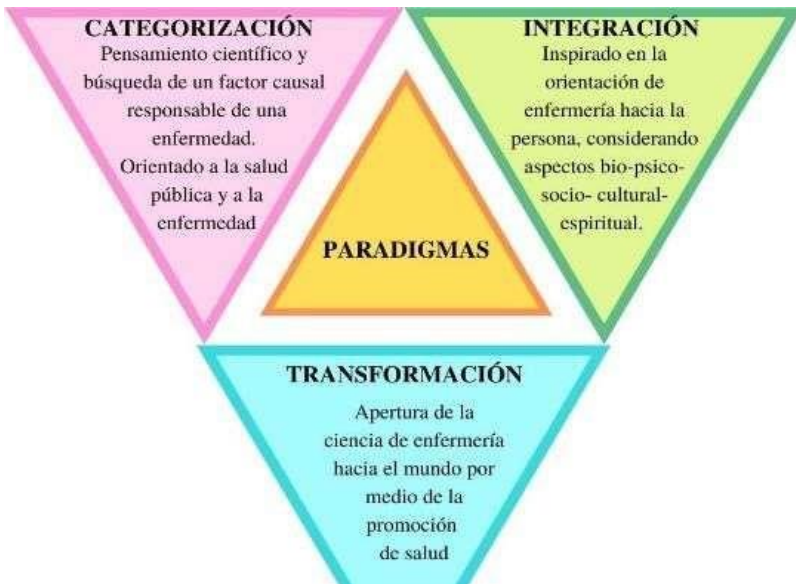 CATEGORIZACIÓN
Pensamiento científico y
búsqueda de un factor causal
responsable de una
enfermedad.
Orientado a la salud
pública y a la
enfermedad
INTEGRACIÓN
Inspirado en la
orientación de
enfermería hacia la
persona, considerando
aspectos bio-psico-
socio- cultural-
espiritual.
PARADIGMAS
TRANSFORMACIÓN
Apertura de la
ciencia de enfermería
hacia el mundo por
medio de la
promoción
de salud